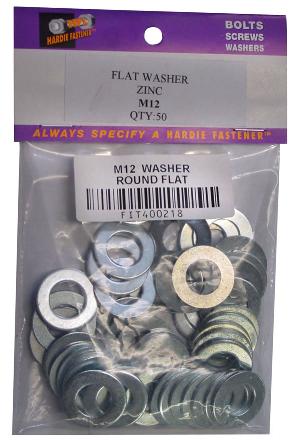 HARDIE FASTENER™
BOLTS
SCREWS
WASHERS
FLAT WASHER
ZINC
M12
QTY:50
ALWAYS SPECIFY A HARDIE FASTENER™
M12 WASHER
ROUND FLAT
FIT400218